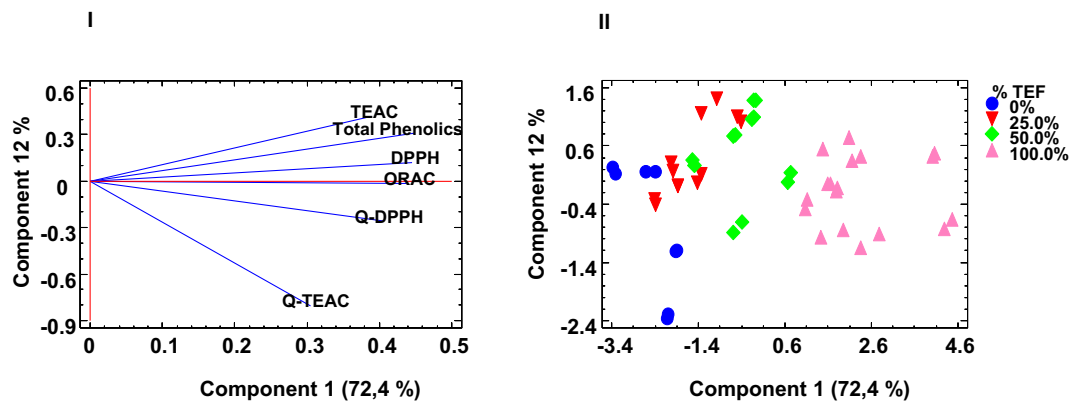 I
Component 12 %
0.6
0.3
0
-0.3
-0.6
-0.9
TEAC
Total Phenolics
DPPH
ORAC
Q-DPPH
Q-TEAC
0 0.1 0.2 0.3 0.4 0.5
Component 1 (72,4 %)
II
Component 12 %
1.6
0.6
-0.4
-1.4
-2.4
-3.4 -1.4 0.6 2.6 4.6
Component 1 (72,4 %)
% TEF
0%
25.0%
50.0%
100.0%